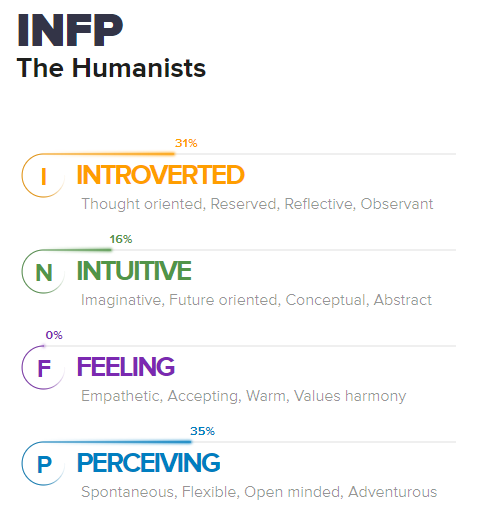 INFP
The Humanists
31%
I INTROVERTED
Thought oriented, Reserved, Reflective, Observant
16%
N INTUITIVE
Imaginative, Future oriented, Conceptual, Abstract
0%
F FEELING
Empathetic, Accepting, Warm, Values harmony
35%
P PERCEIVING
Spontaneous, Flexible, Open minded, Adventurous